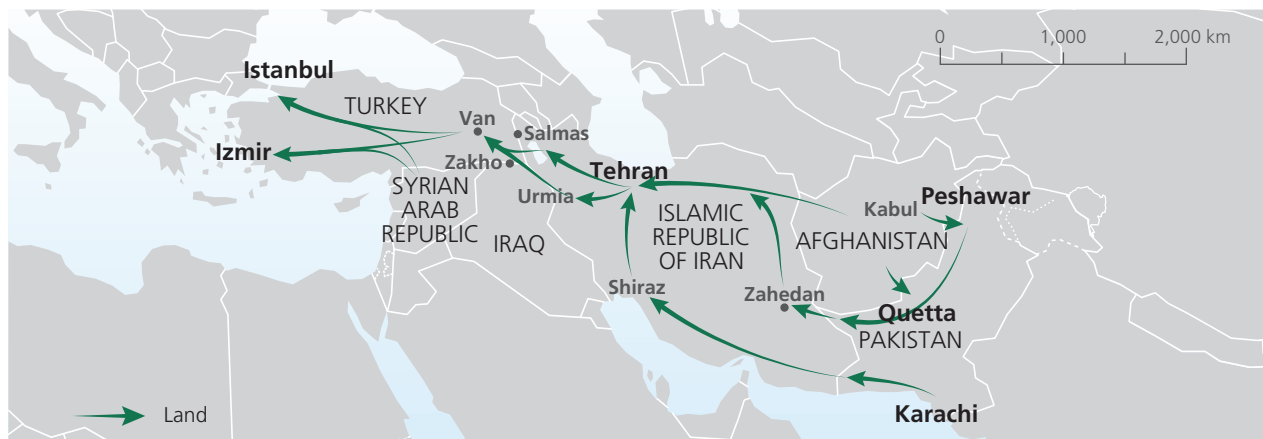 0
1,000
2,000 km
Istanbul
TURKEY
Van
Salmas
Izmir
Zakho
Tehran
SYRIAN
ARAB
REPUBLIC
Urmia
IRAQ
ISLAMIC
REPUBLIC
OF IRAN
Kabul
Peshawar
AFGHANISTAN
Shiraz
Zahedan
Quetta
PAKISTAN
Karachi
Land